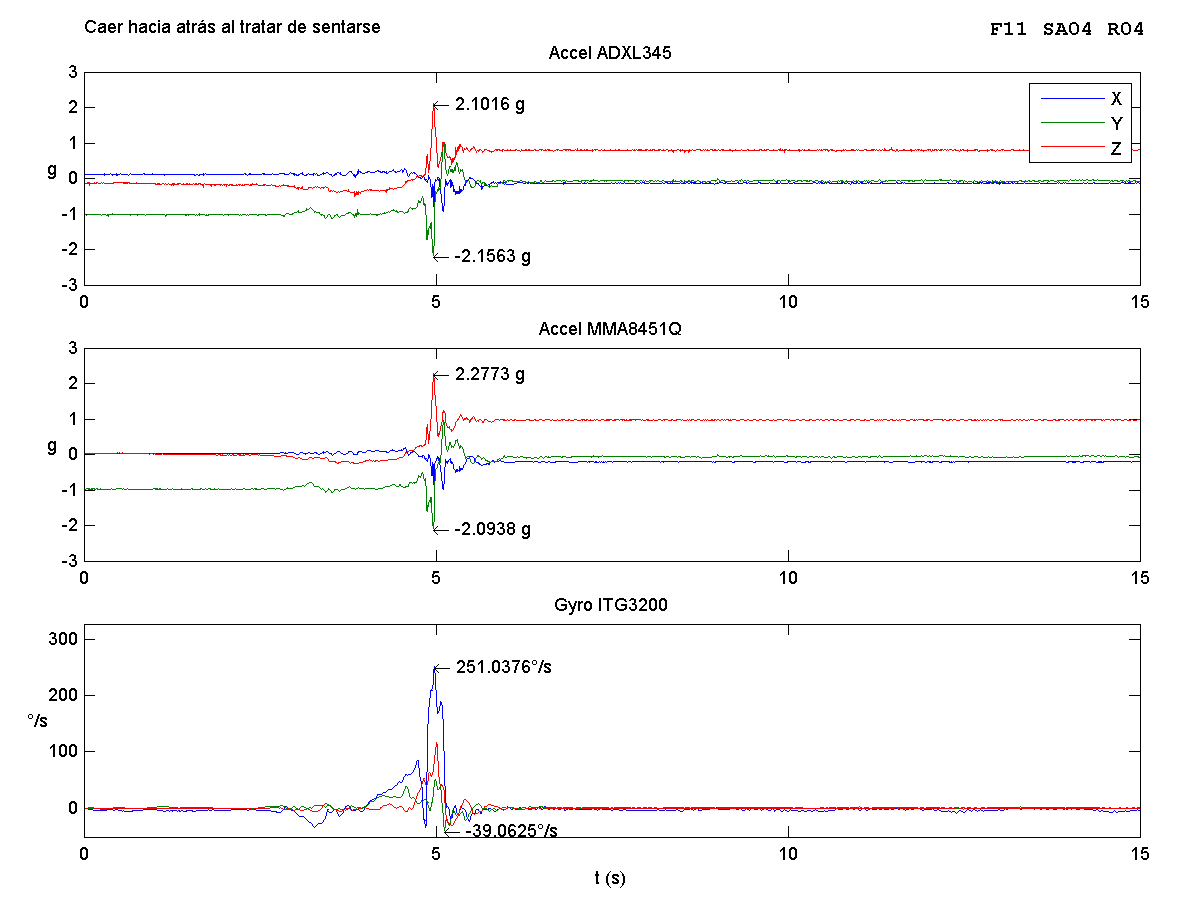 Caer hacia atrás al tratar de sentarse
F11 SA04 R04
Accel ADXL345
3
2
1
0
-1
-2
-3
g
2.1016 g
-2.1563 g
X
Y
Z
0
5
10
15
Accel MMA8451Q
3
2
1
0
-1
-2
-3
g
2.2773 g
-2.0938 g
0
5
10
15
Gyro ITG3200
300
200
100
0
°/s
251.0376°/s
-39.0625°/s
0
5
10
15
t (s)